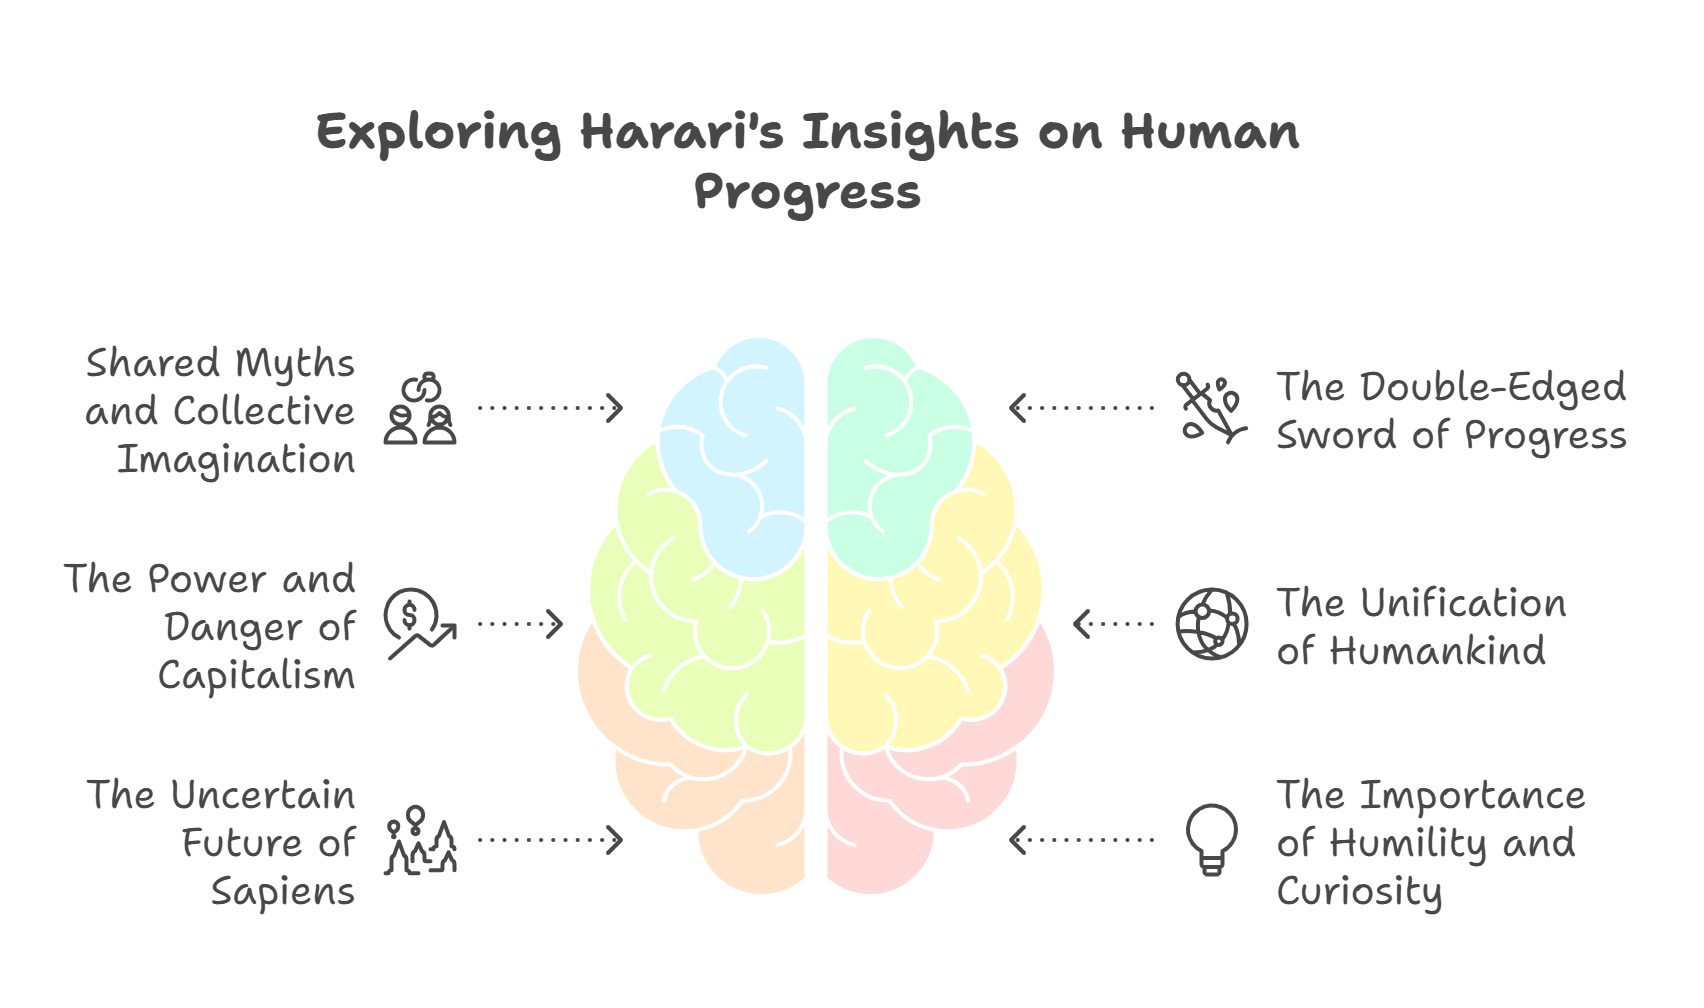 Exploring Harari's Insights on Human
Progress
Shared Myths
and Collective
Imagination
The Power and
Danger of
Capitalism
$
The Uncertain
Future of
Sapiens
The Double-Edged
Sword of Progress
The Unification
of Humankind
The Importance
of Humility and
Curiosity